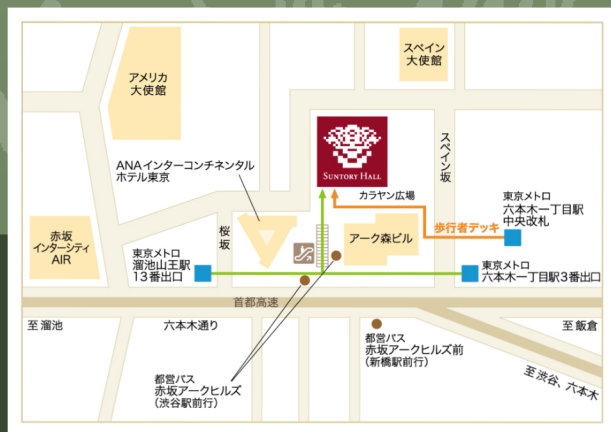 スペイン
大使館
アメリカ
大使館
SUNTORY HALL
スペイン坂
ANAインターコンチネンタル
ホテル東京
カラヤン広場
東京メトロ
六本木一丁目駅
中央改札
歩行者デッキ
桜坂
アーク森ビル
赤坂
インターシティ
AIR
東京メトロ
溜池山王駅
13番出口
東京メトロ
六本木一丁目駅3番出口
首都高速
至溜池
六本木通り
至飯倉
都営バス
赤坂アークヒルズ前
(新橋駅前行)
都営バス
赤坂アークヒルズ
(渋谷駅前行)
至渋谷、六本木